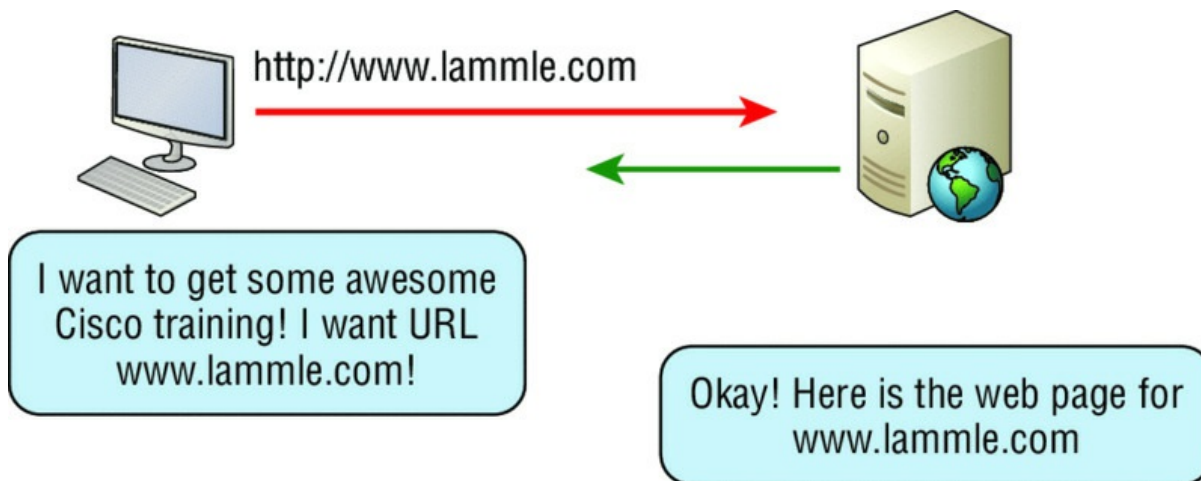 http://www.lammle.com
I want to get some awesome
Cisco training! I want URL
www.lammle.com!
Okay! Here is the web page for
www.lammle.com